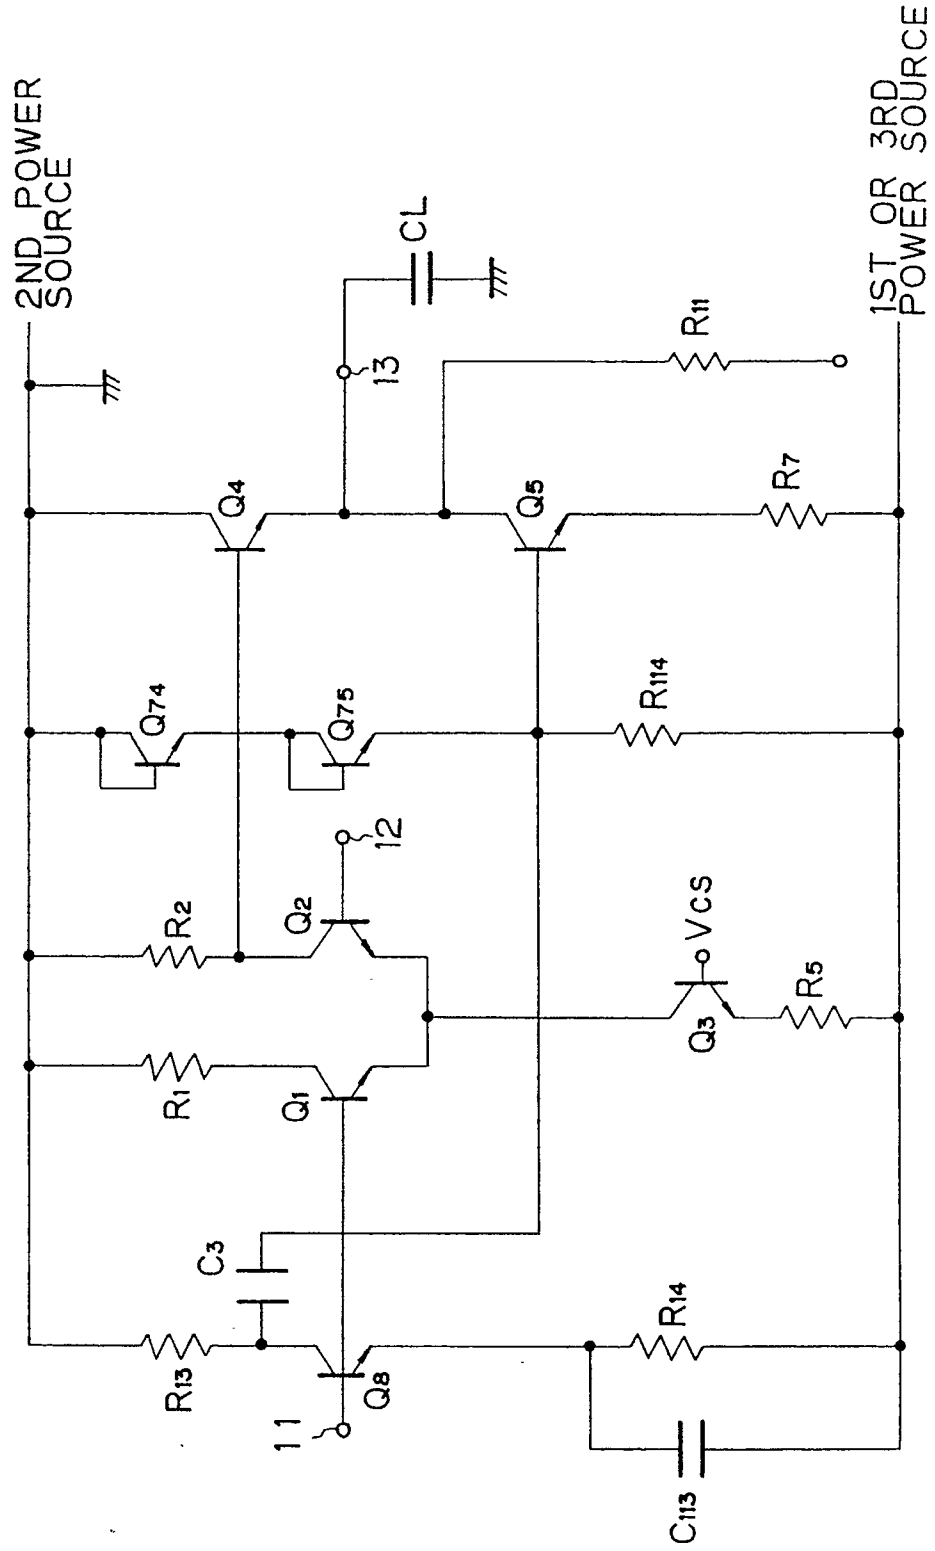 2ND POWER
SOURCE
R13
C3
R1
R2
Q74
Q4
11
Q8
Q1
Q2
12
Q75
13
CL
Q5
R11
C113
R14
Q3
VCS
R5
R114
R7
1ST OR 3RD
POWER SOURCE